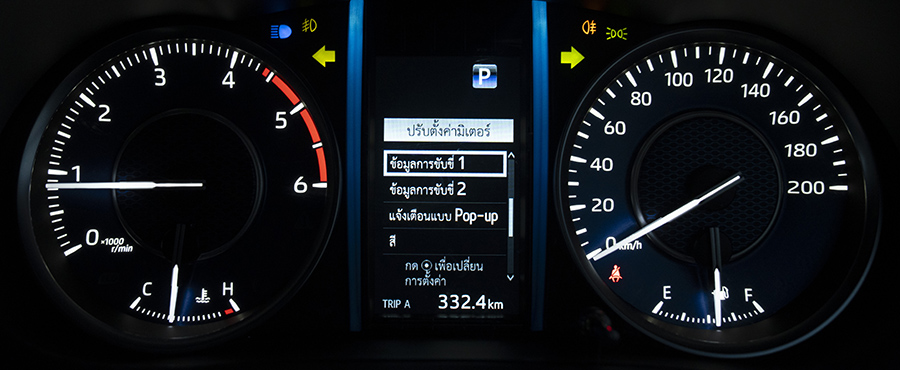 0
1
2
3
4
5
6
×1000
r/min
C
H
P
ปรับตั้งค่ามิเตอร์
ข้อมูลการขับขี่ 1
ข้อมูลการขับขี่ 2
แจ้งเตือนแบบ Pop-up
สี
กด เพื่อเปลี่ยน
การตั้งค่า
TRIP A 332.4 km
0
20
40
60
80
100
120
140
160
180
200
km/h
E
F